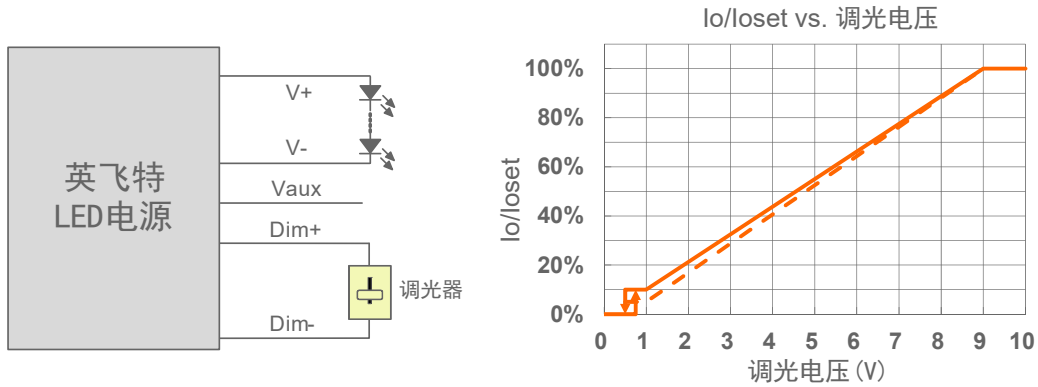 英飞特
LED电源
V+
V-
Vaux
Dim+
Dim-
调光器
Io/Ioset vs. 调光电压
Io/Ioset
100%
80%
60%
40%
20%
0%
0 1 2 3 4 5 6 7 8 9 10
调光电压(V)